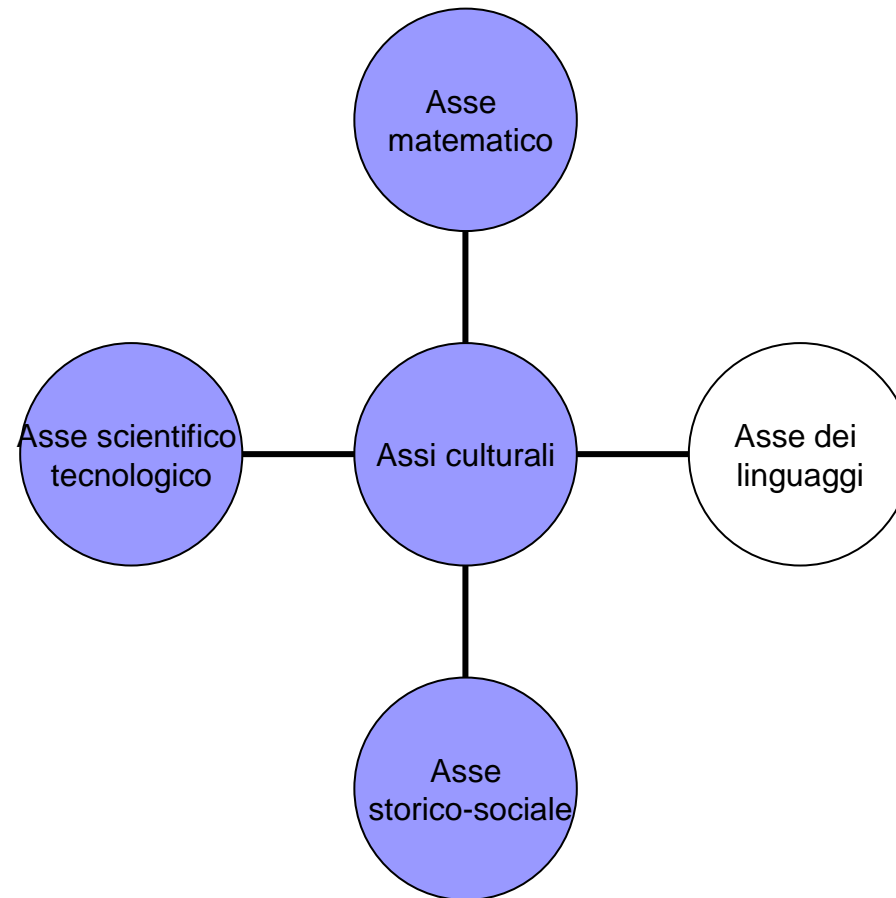 Asse
matematico
Asse scientifico
tecnologico
Assi culturali
Asse dei
linguaggi
Asse
storico-sociale